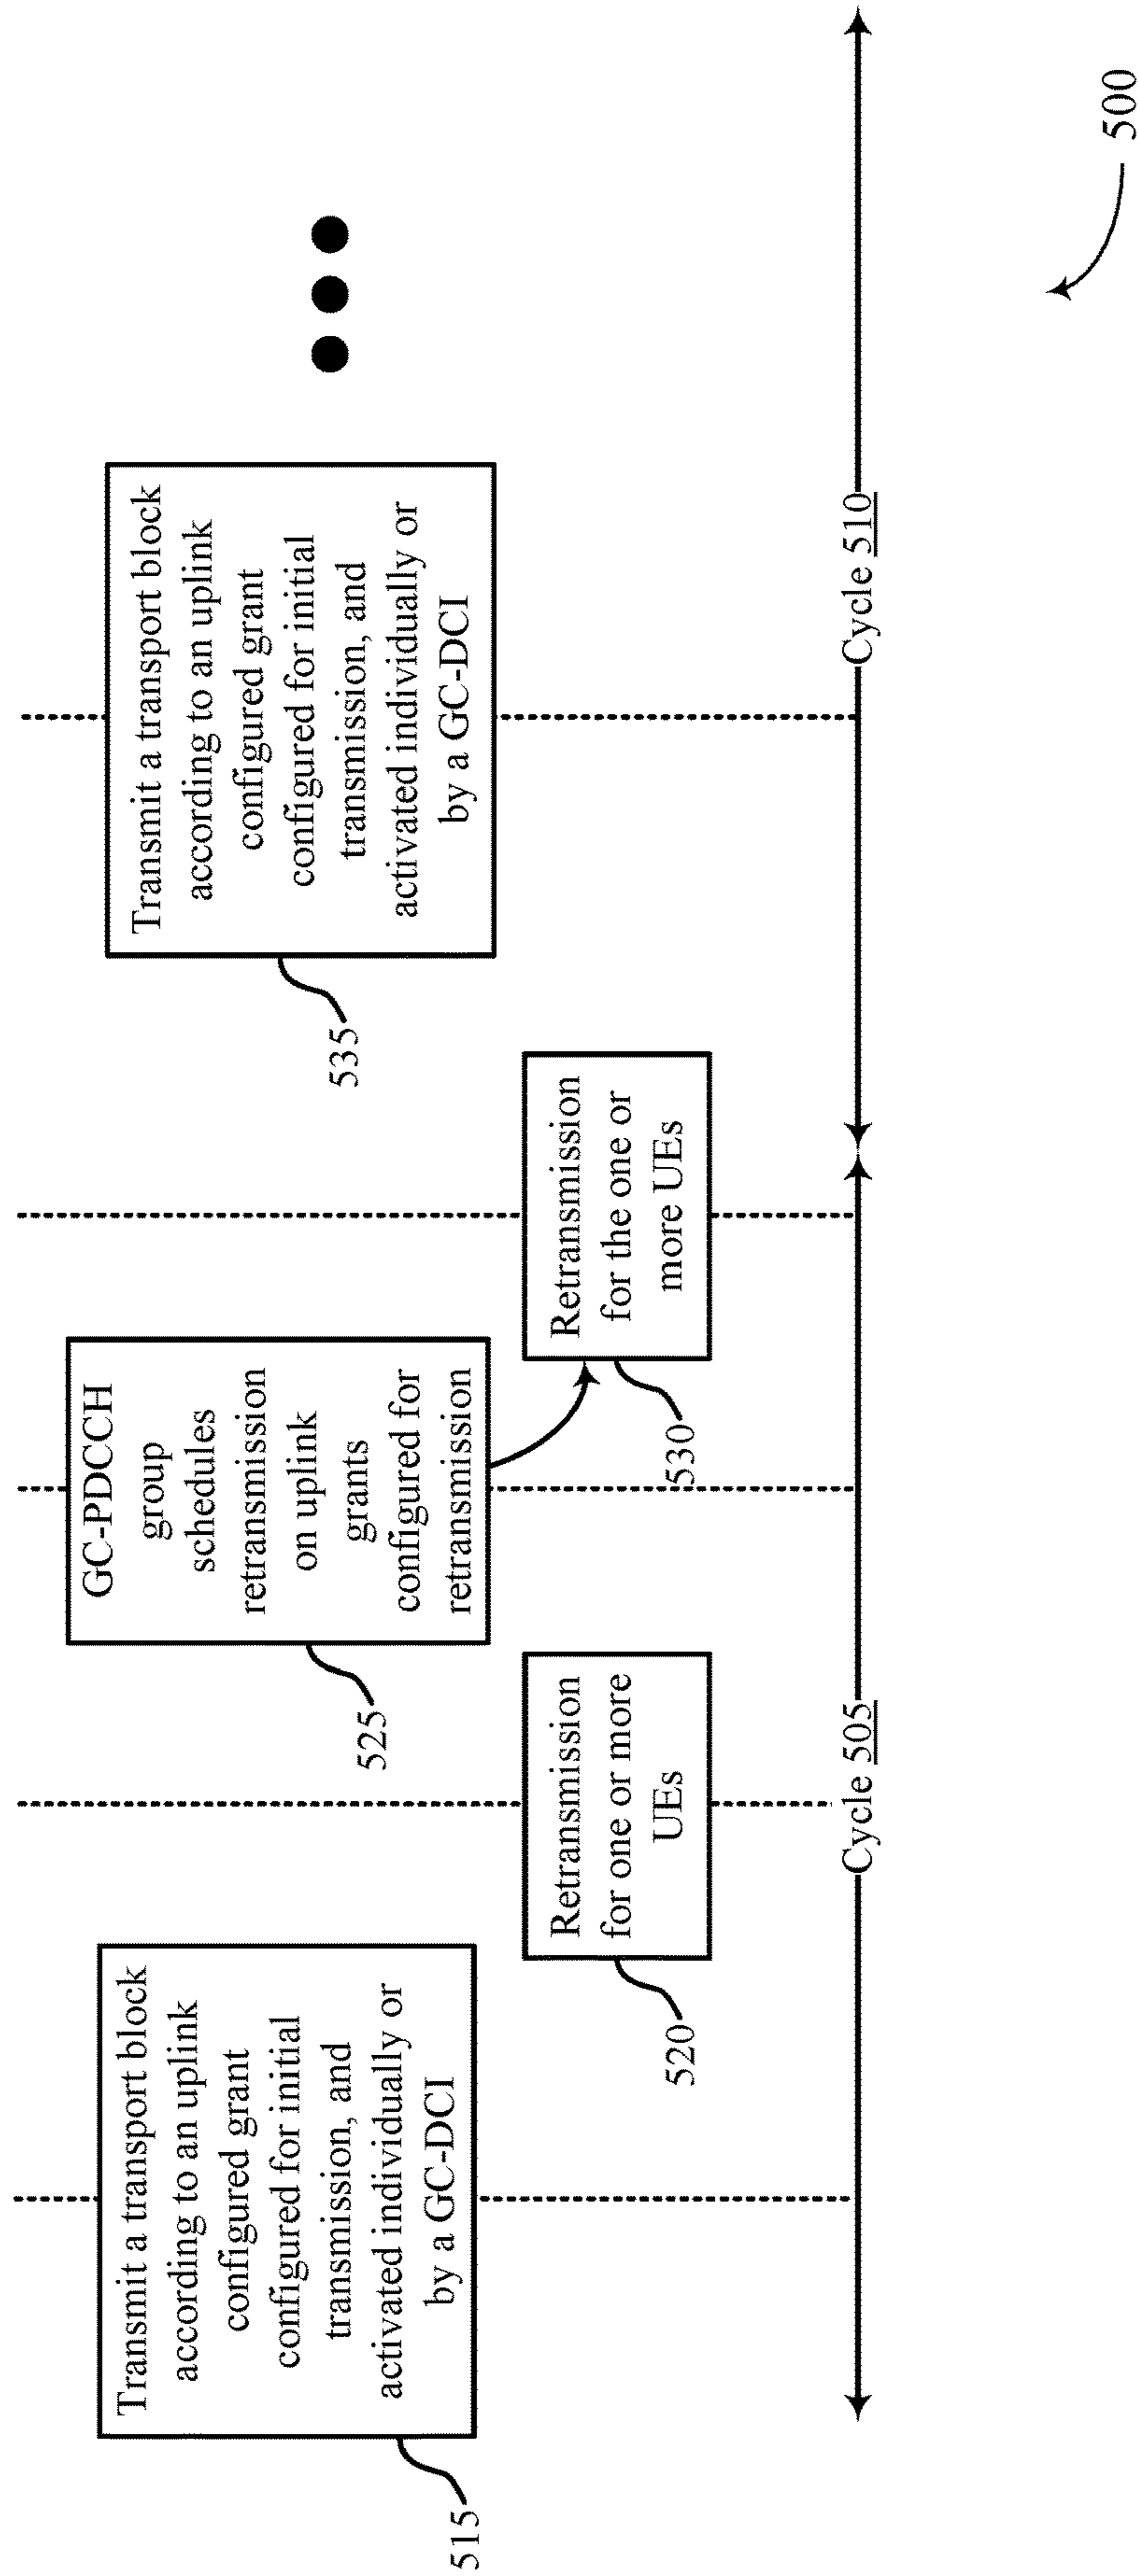 Transmit a transport block
according to an uplink
configured grant
configured for initial
transmission, and
activated individually or
by a GC-DCI
515
Retransmission
for one or more
UEs
520
GC-PDCCH
group
schedules
retransmission
on uplink
grants
configured for
retransmission
525
Retransmission
for the one or
more UEs
530
Transmit a transport block
according to an uplink
configured grant
configured for initial
transmission, and
activated individually or
by a GC-DCI
535
Cycle 505
Cycle 510
500